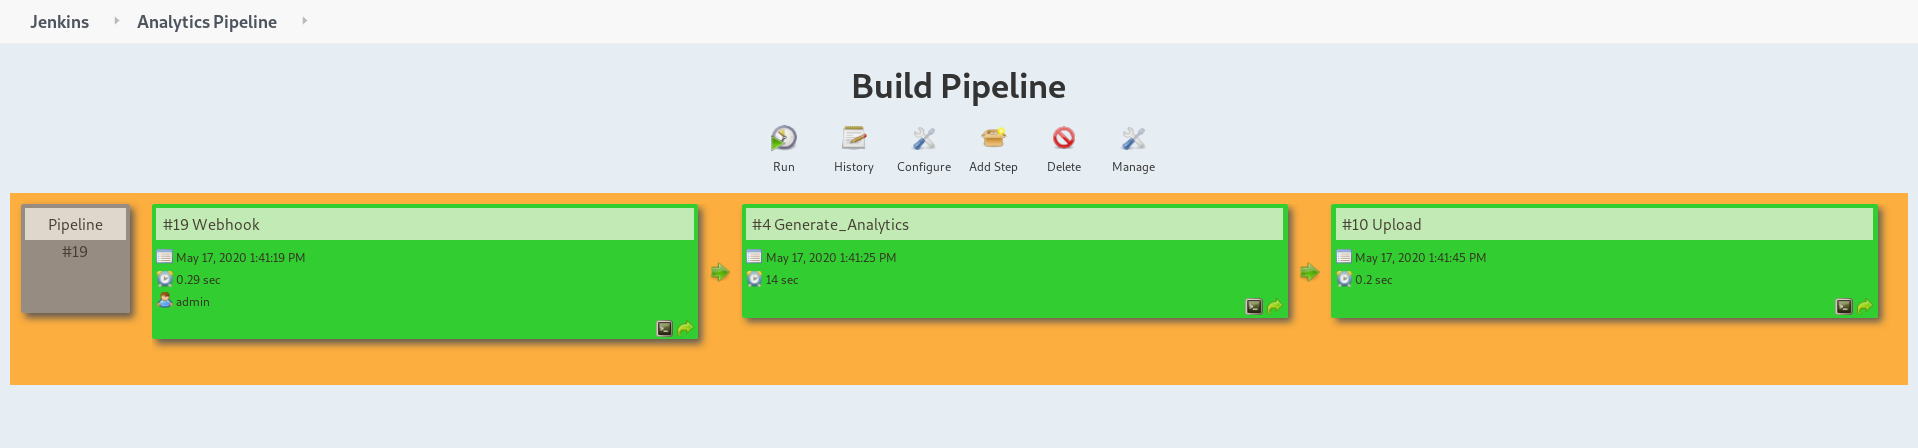 Jenkins Analytics Pipeline
Build Pipeline
Run History Configure Add Step Delete Manage
Pipeline
#19
#19 Webhook
May 17, 2020 1:41:19 PM
0.29 sec
admin
#4 Generate_Analytics
May 17, 2020 1:41:25 PM
14 sec
#10 Upload
May 17, 2020 1:41:45 PM
0.2 sec